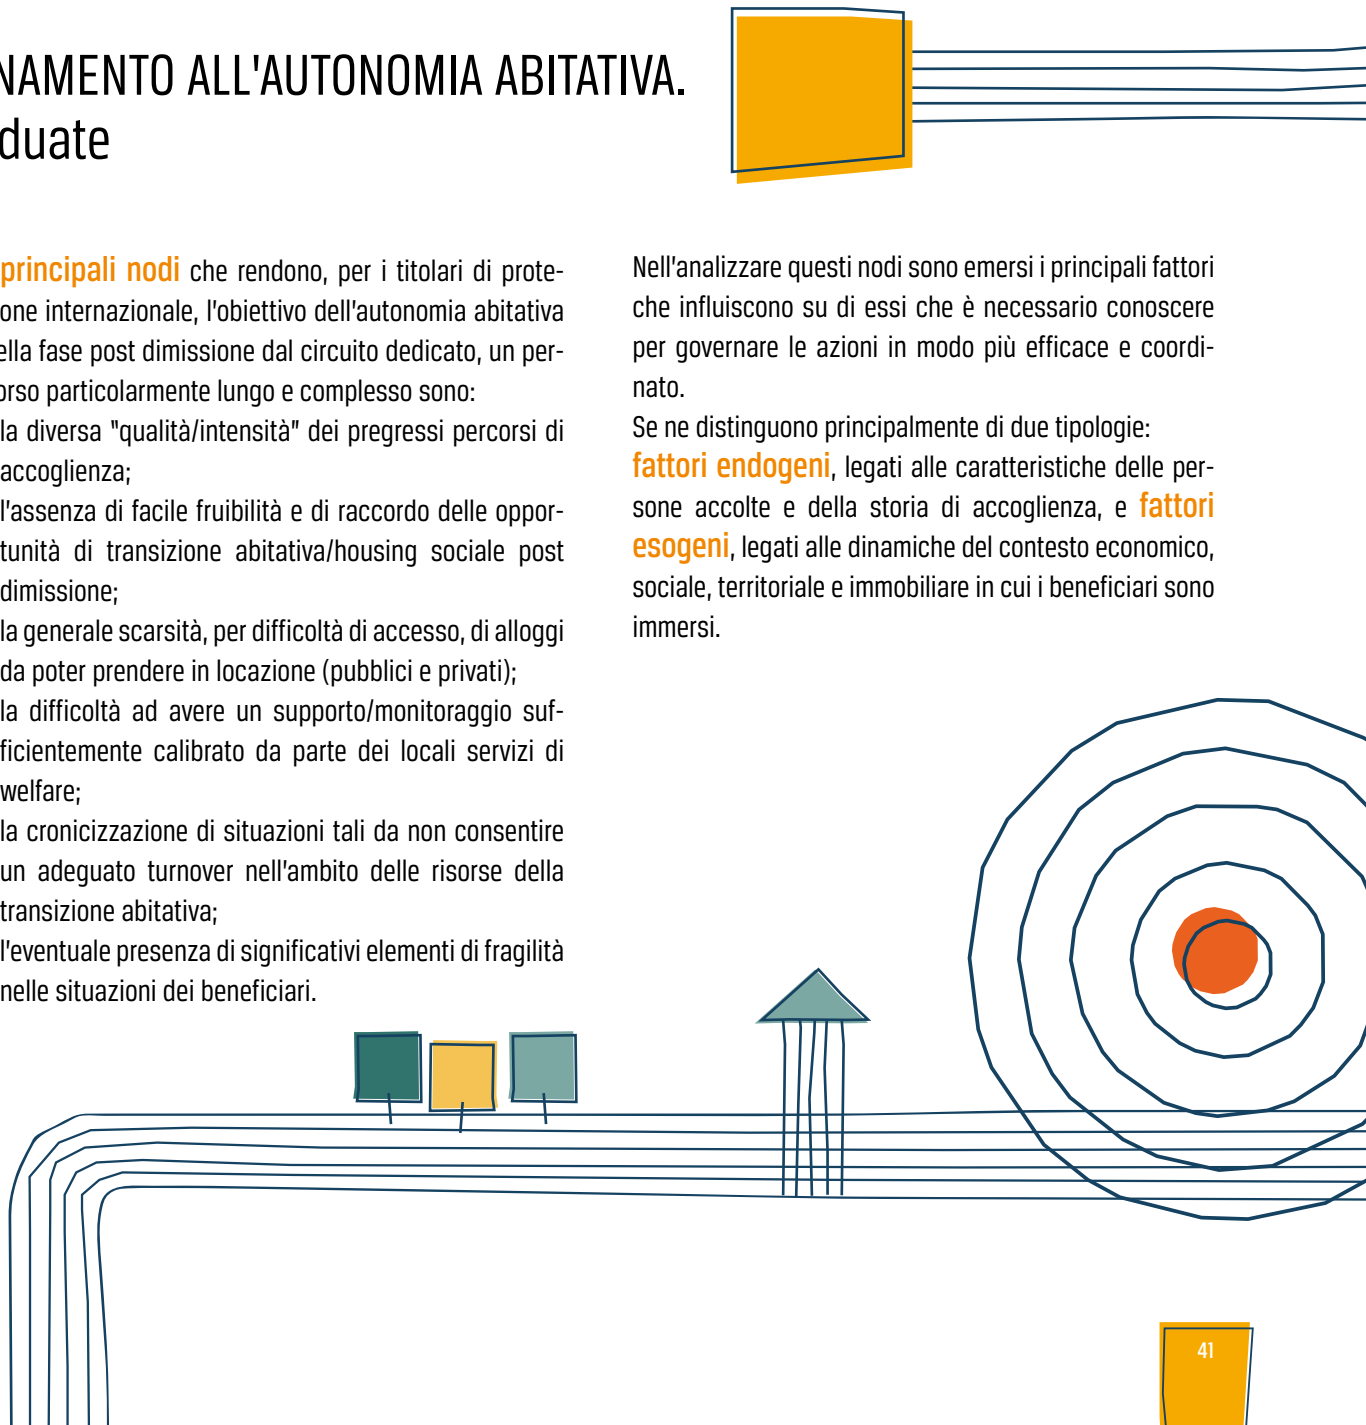 NAMENTO ALL'AUTONOMIA ABITATIVA.
duate
principali nodi che rendono, per i titolari di prote-
one internazionale, l'obiettivo dell'autonomia abitativa
ella fase post dimissione dal circuito dedicato, un per-
orso particolarmente lungo e complesso sono:
la diversa "qualità/intensità” dei pregressi percorsi di
accoglienza;
l'assenza di facile fruibilità e di raccordo delle oppor-
tunità di transizione abitativa/housing sociale post
dimissione;
la generale scarsità, per difficoltà di accesso, di alloggi
da poter prendere in locazione (pubblici e privati);
la difficoltà ad avere un supporto/monitoraggio suf-
ficientemente calibrato da parte dei locali servizi di
welfare;
la cronicizzazione di situazioni tali da non consentire
un adeguato turnover nell'ambito delle risorse della
transizione abitativa;
l'eventuale presenza di significativi elementi di fragilità
nelle situazioni dei beneficiari.
Nell'analizzare questi nodi sono emersi i principali fattori
che influiscono su di essi che è necessario conoscere
per governare le azioni in modo più efficace e coordi-
nato.
Se ne distinguono principalmente di due tipologie:
fattori endogeni, legati alle caratteristiche delle per-
sone accolte e della storia di accoglienza, e fattori
esogeni, legati alle dinamiche del contesto economico,
sociale, territoriale e immobiliare in cui i beneficiari sono
immersi.
41